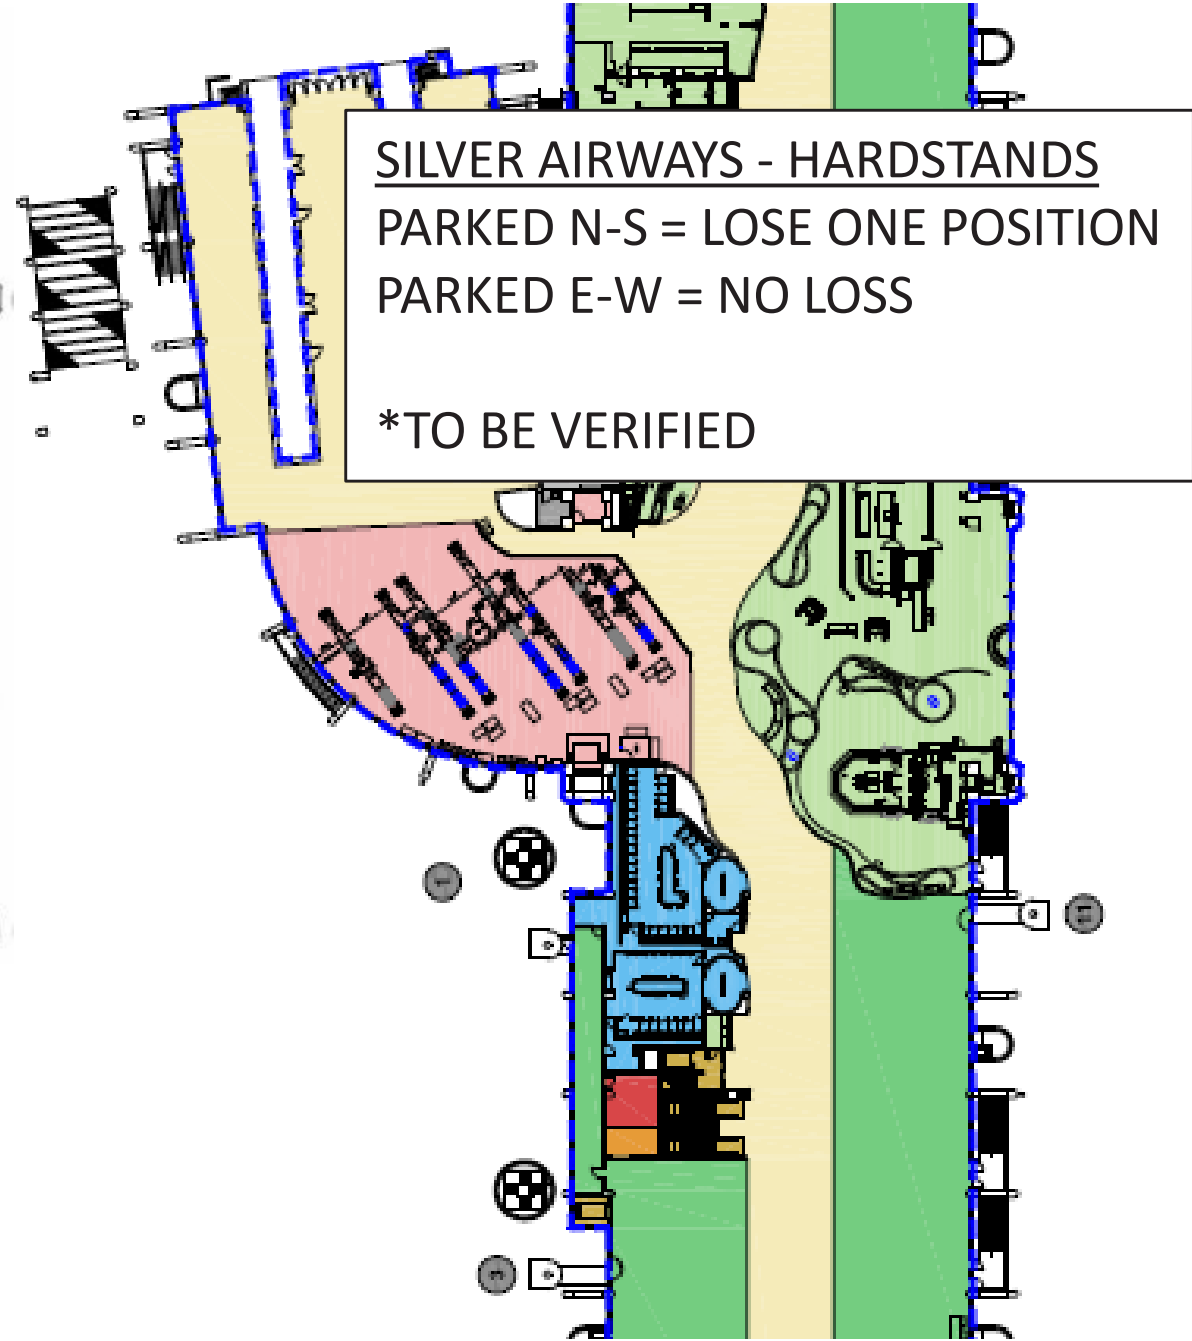 SILVER AIRWAYS - HARDSTANDS
PARKED N-S = LOSE ONE POSITION
PARKED E-W = NO LOSS
*TO BE VERIFIED